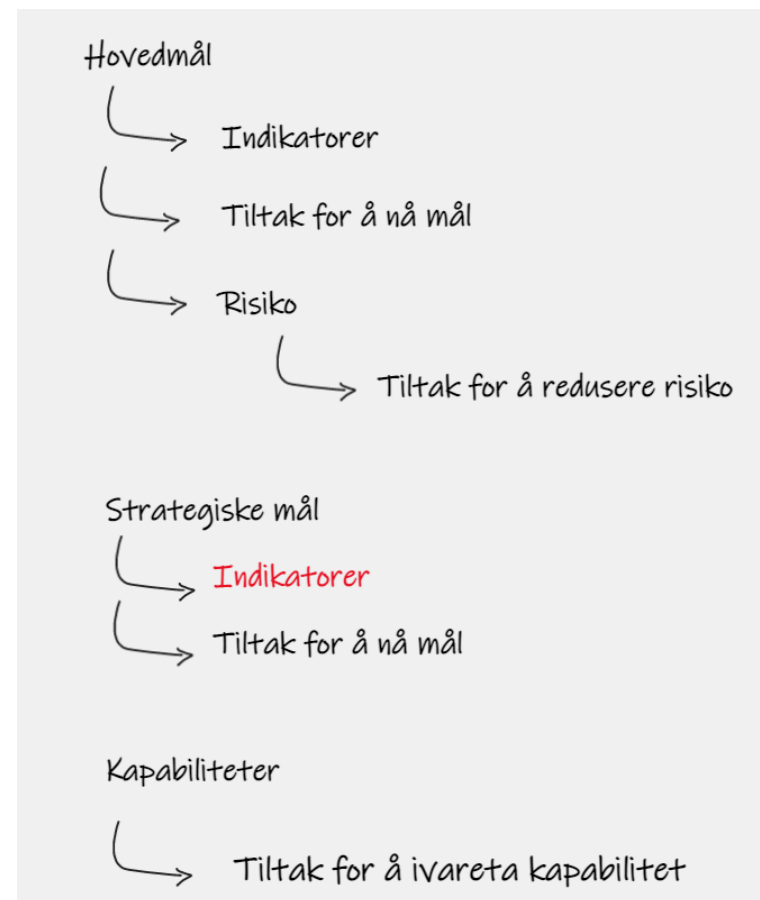 Hovedmål
Indikatorer
Tiltak for å nå mål
Risiko
Tiltak for å redusere risiko
Strategiske mål
Indikatorer
Tiltak for å nå mål
Kapabiliteter
Tiltak for å ivareta kapabilitet